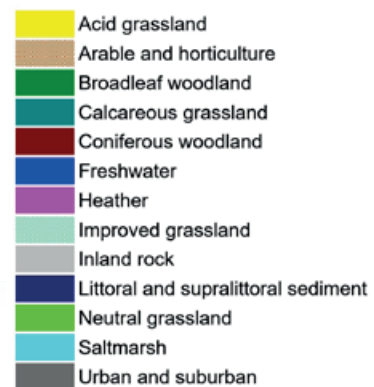 Acid grassland
Arable and horticulture
Broadleaf woodland
Calcareous grassland
Coniferous woodland
Freshwater
Heather
Improved grassland
Inland rock
Littoral and supralittoral sediment
Neutral grassland
Saltmarsh
Urban and suburban